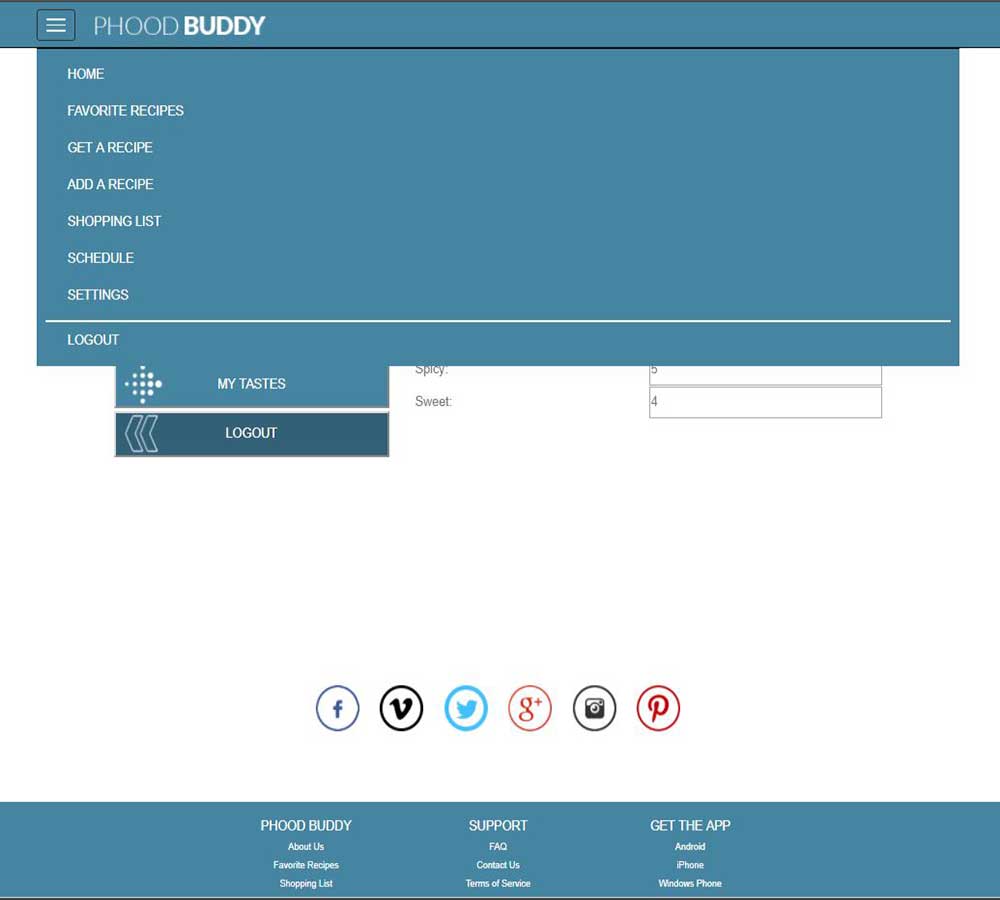 PHOOD BUDDY
HOME
FAVORITE RECIPES
GET A RECIPE
ADD A RECIPE
SHOPPING LIST
SCHEDULE
SETTINGS
LOGOUT
MY TASTES
LOGOUT
Spicy: 5
Sweet: 4
PHOOD BUDDY
About Us
Favorite Recipes
Shopping List
SUPPORT
FAQ
Contact Us
Terms of Service
GET THE APP
Android
iPhone
Windows Phone